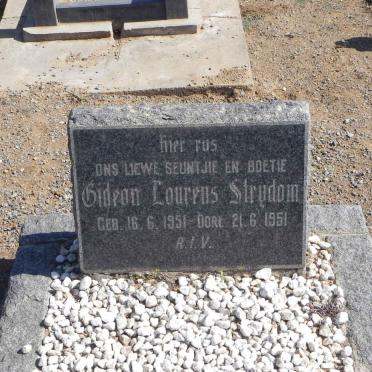 Hier rus
ONS LIEWE SEUNTJIE EN BOETIE
Gideon Lourens Strydom
GEB. 16. 6. 1951 - OORL. 21. 6. 1951
R.I.V.